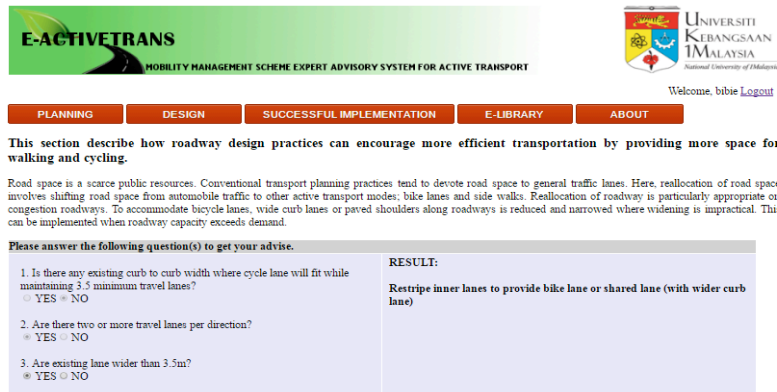 E-ACTIVETRANS
MOBILITY MANAGEMENT SCHEME EXPERT ADVISORY SYSTEM FOR ACTIVE TRANSPORT
UNIVERSITI
KEBANGSAAN
1MALAYSIA
National University of 1Malaysia
Welcome, bibie Logout
PLANNING DESIGN SUCCESSFUL IMPLEMENTATION E-LIBRARY ABOUT
This section describe how roadway design practices can encourage more efficient transportation by providing more space for
walking and cycling.
Road space is a scarce public resources. Conventional transport planning practices tend to devote road space to general traffic lanes. Here, reallocation of road space
involves shifting road space from automobile traffic to other active transport modes; bike lanes and side walks. Reallocation of roadway is particularly appropriate on
congestion roadways. To accommodate bicycle lanes, wide curb lanes or paved shoulders along roadways is reduced and narrowed where widening is impractical. This
can be implemented when roadway capacity exceeds demand.
Please answer the following question(s) to get your advise.
1. Is there any existing curb to curb width where cycle lane will fit while
maintaining 3.5 minimum travel lanes?
YES NO
2. Are there two or more travel lanes per direction?
YES NO
3. Are existing lane wider than 3.5m?
YES NO
RESULT:
Restripe inner lanes to provide bike lane or shared lane (with wider curb
lane)